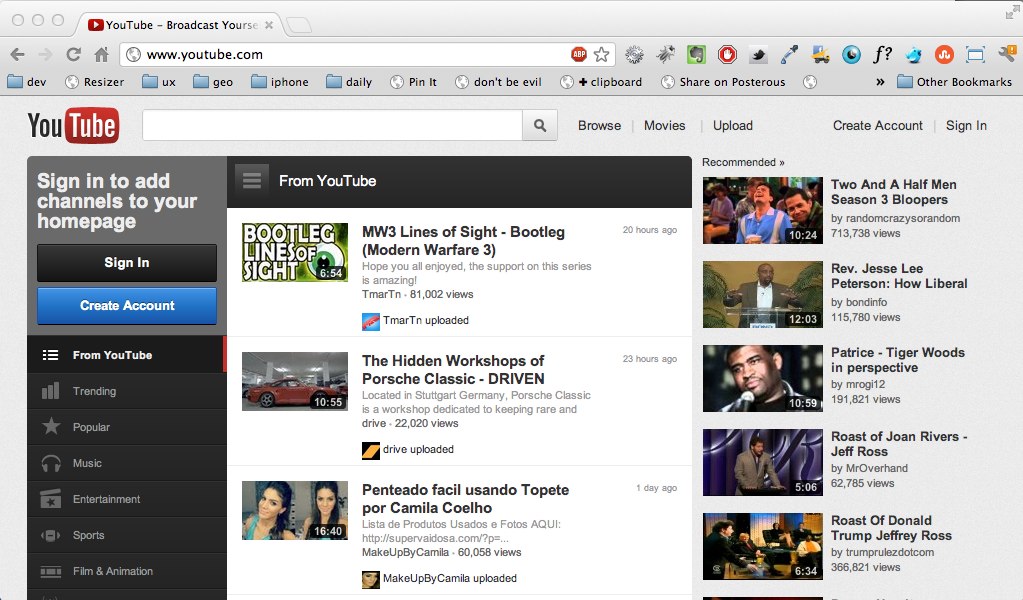 YouTube - Broadcast Yourse
www.youtube.com
ABP
f?
dev
Resizer
ux
geo
iphone
daily
Pin It
don't be evil
+ clipboard
Share on Posterous
»
Other Bookmarks
YouTube
Browse
Movies
Upload
Create Account
Sign In
Sign in to add
channels to your
homepage
Sign In
Create Account
From YouTube
Trending
Popular
Music
Entertainment
Sports
Film & Animation
From YouTube
BOOTLEG
LINES OF
SIGHT
6:54
MW3 Lines of Sight - Bootleg
(Modern Warfare 3)
20 hours ago
Hope you all enjoyed, the support on this series
is amazing!
TmarTn · 81,002 views
TmarTn uploaded
10:55
The Hidden Workshops of
Porsche Classic - DRIVEN
23 hours ago
Located in Stuttgart Germany, Porsche Classic
is a workshop dedicated to keeping rare and
drive · 22,020 views
drive uploaded
16:40
Penteado facil usando Topete
por Camila Coelho
1 day ago
Lista de Produtos Usados e Fotos AQUI:
http://supervaidosa.com/?p=...
MakeUpByCamila · 60,058 views
MakeUpByCamila uploaded
Recommended »
10:24
Two And A Half Men
Season 3 Bloopers
by randomcrazysorandom
713,738 views
12:03
Rev. Jesse Lee
Peterson: How Liberal
by bondinfo
115,780 views
10:59
Patrice - Tiger Woods
in perspective
by mrogi12
191,821 views
5:06
Roast of Joan Rivers -
Jeff Ross
by MrOverhand
62,785 views
6:34
Roast Of Donald
Trump Jeffrey Ross
by trumprulezdotcom
366,821 views